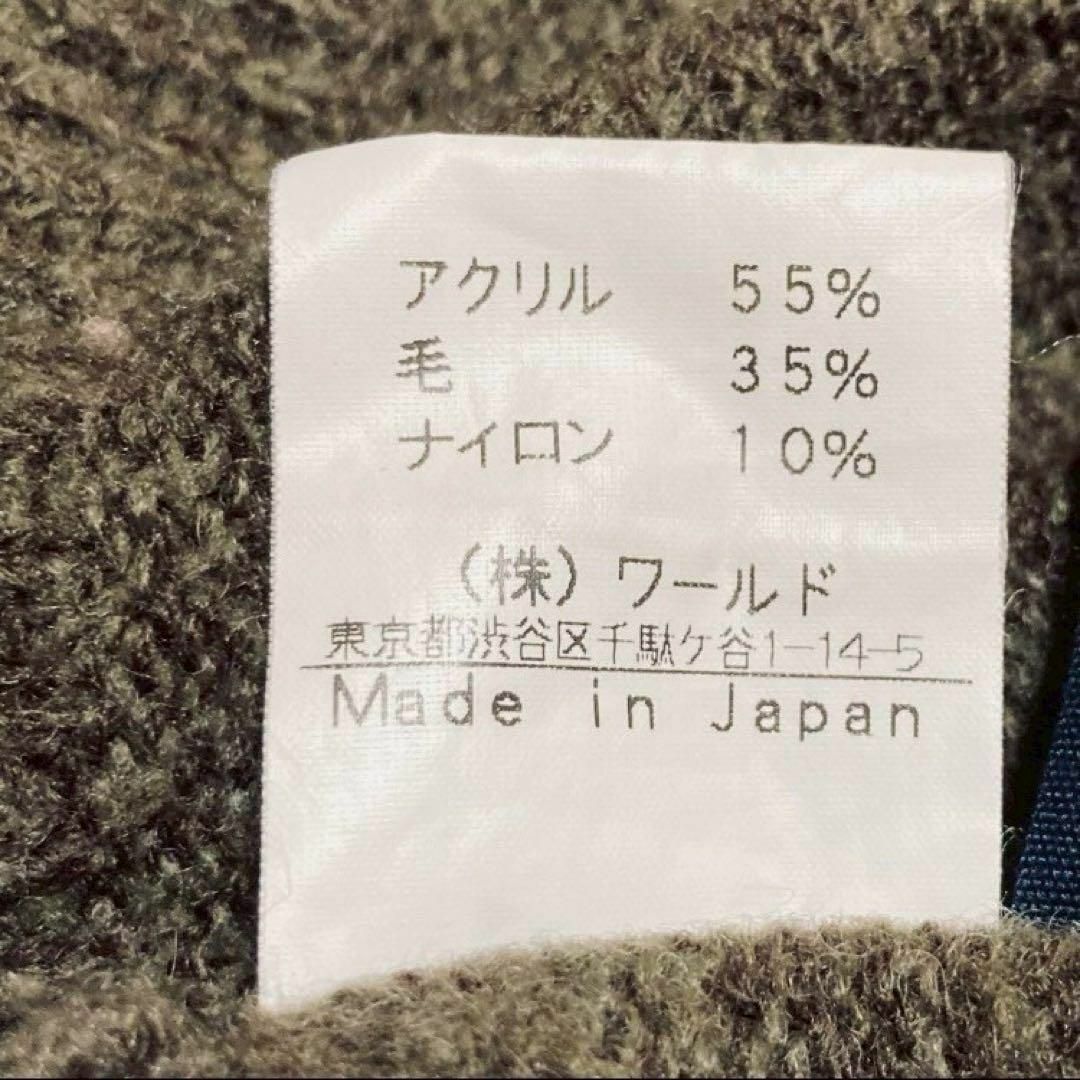 アクリル 55%
毛 35%
ナイロン 10%
(株)ワールド
東京都渋谷区千駄ケ谷1-14-5
Made in Japan